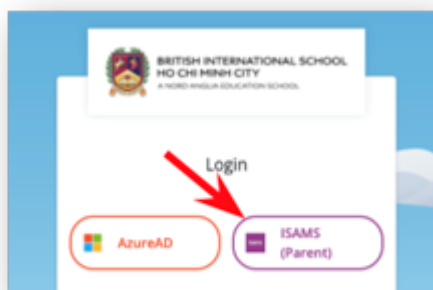 BRITISH INTERNATIONAL SCHOOL
HO CHI MINH CITY
A NORD ANGLIA EDUCATION SCHOOL
Login
AzureAD
ISAMS
(Parent)